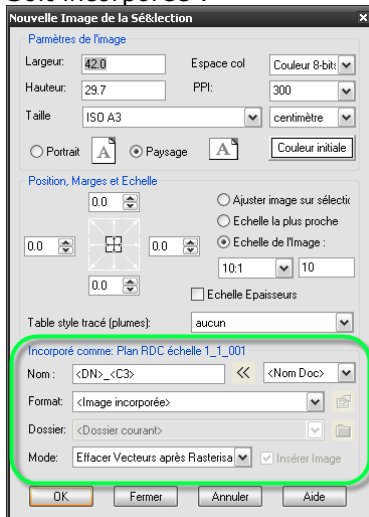 Nouvelle Image de la Sé&lection
Paramètres de l'image
Largeur: 42.0 Espace col Couleur 8-bits
Hauteur: 29.7 PPI: 300
Taille ISO A3 centimètre
Portrait A Paysage A Couleur initiale
Position, Marges et Echelle
0.0 Ajuster image sur sélectic
Echelle la plus proche
0.0 0.0 Echelle de l'Image :
10:1 10
0.0 Echelle Epaisseurs
Table style tracé (plumes): aucun
Incorporé comme: Plan RDC échelle 1_1_001
Nom : <DN>_<C3> << <Nom Doc>
Format: <Image incorporée>
Dossier: <Dossier courant>
Mode: Effacer Vecteurs après Rasterisa Insérer Image
OK Fermer Annuler Aide